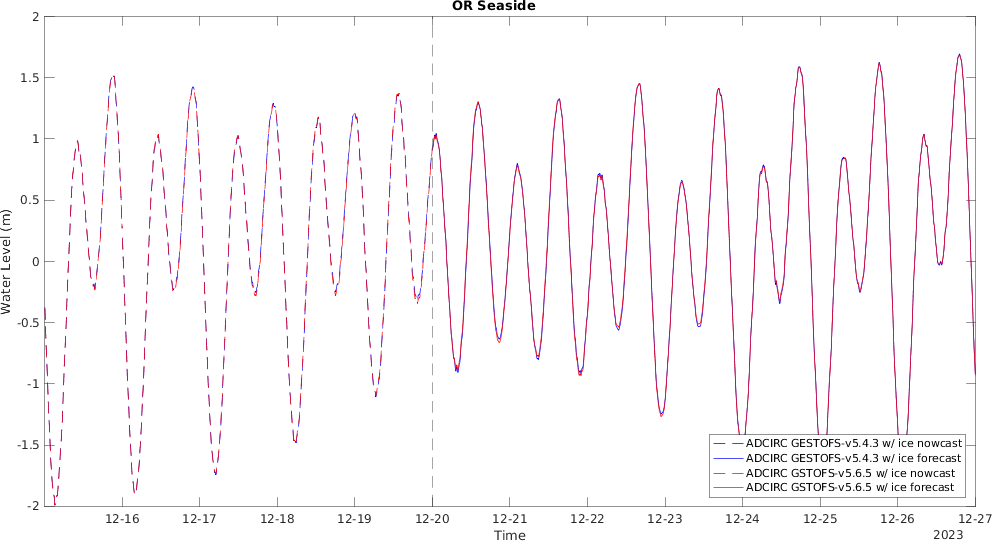 OR Seaside
2
1.5
1
0.5
0
-0.5
-1
-1.5
-2
Water Level (m)
12-16 12-17 12-18 12-19 12-20 12-21 12-22 12-23 12-24 12-25 12-26 12-27
Time
2023
ADCIRC GESTOFS-v5.4.3 w/ ice nowcast
ADCIRC GESTOFS-v5.4.3 w/ ice forecast
ADCIRC GSTOFS-v5.6.5 w/ ice nowcast
ADCIRC GSTOFS-v5.6.5 w/ ice forecast